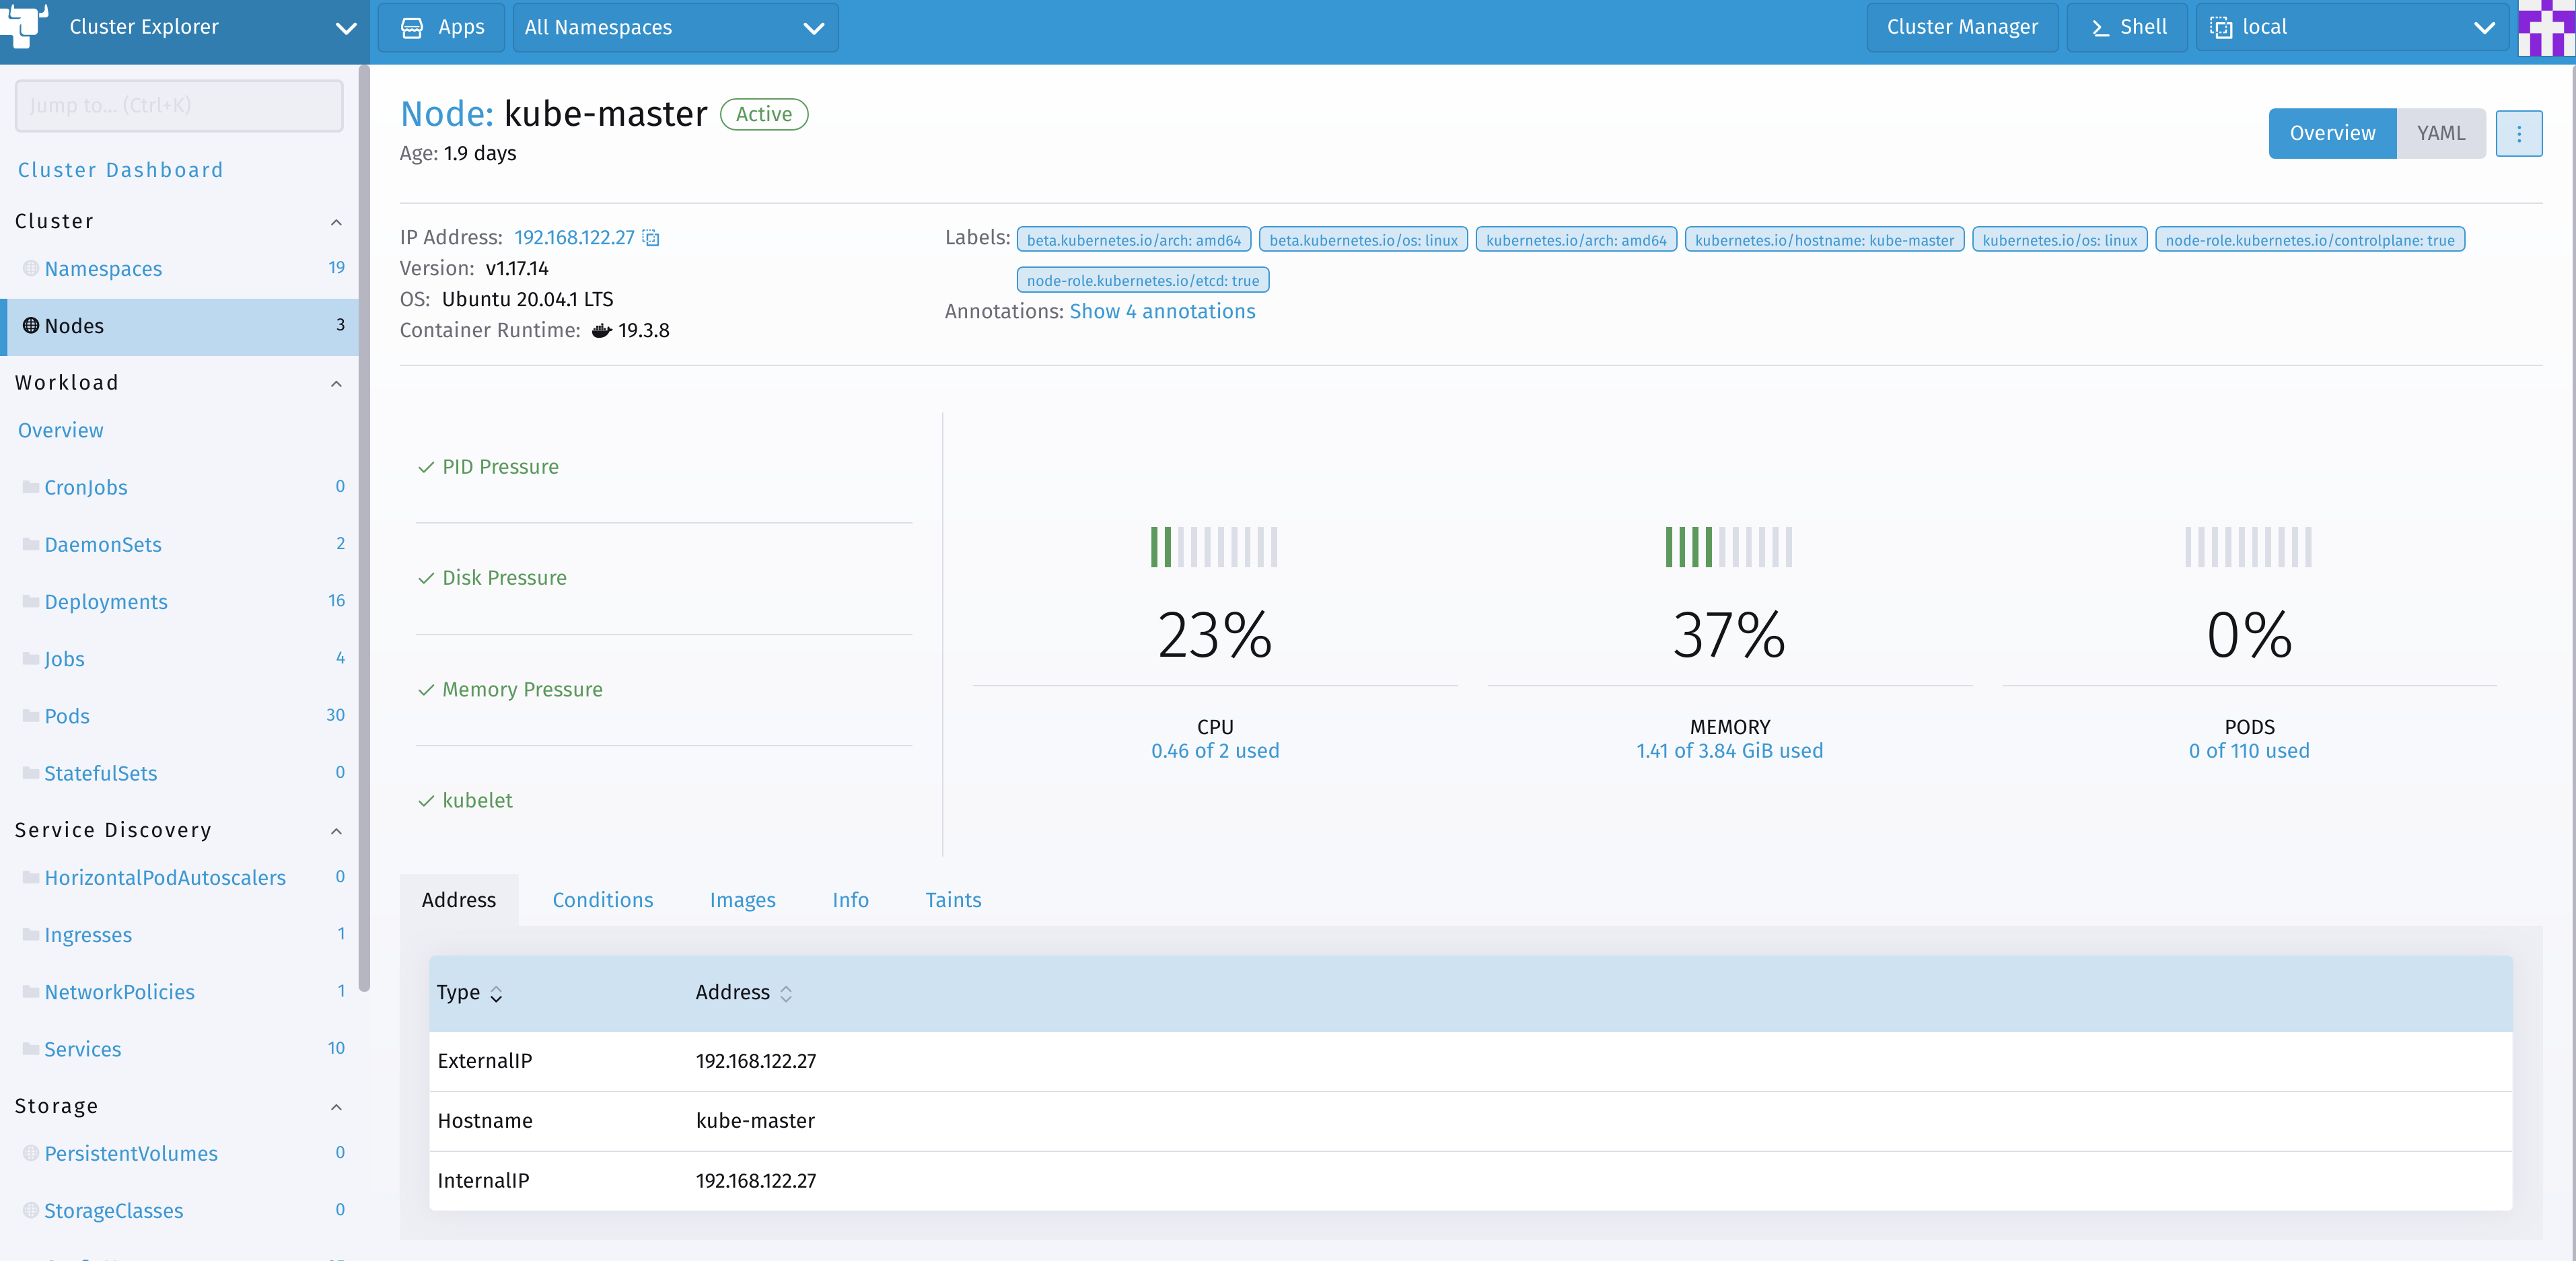 Cluster Explorer
Apps
All Namespaces
Cluster Manager
Shell
local
Jump to... (Ctrl+K)
Cluster Dashboard
Cluster
Namespaces 19
Nodes 3
Workload
Overview
CronJobs 0
DaemonSets 2
Deployments 16
Jobs 4
Pods 30
StatefulSets 0
Service Discovery
HorizontalPodAutoscalers 0
Ingresses 1
NetworkPolicies 1
Services 10
Storage
PersistentVolumes 0
StorageClasses 0
Node: kube-master Active
Age: 1.9 days
Overview YAML
IP Address: 192.168.122.27
Version: v1.17.14
OS: Ubuntu 20.04.1 LTS
Container Runtime: 19.3.8
Labels: beta.kubernetes.io/arch: amd64 beta.kubernetes.io/os: linux kubernetes.io/arch: amd64 kubernetes.io/hostname: kube-master kubernetes.io/os: linux node-role.kubernetes.io/controlplane: true
node-role.kubernetes.io/etcd: true
Annotations: Show 4 annotations
PID Pressure
Disk Pressure
Memory Pressure
kubelet
23%
CPU
0.46 of 2 used
37%
MEMORY
1.41 of 3.84 GiB used
0%
PODS
0 of 110 used
Address Conditions Images Info Taints
Type Address
ExternalIP 192.168.122.27
Hostname kube-master
InternalIP 192.168.122.27